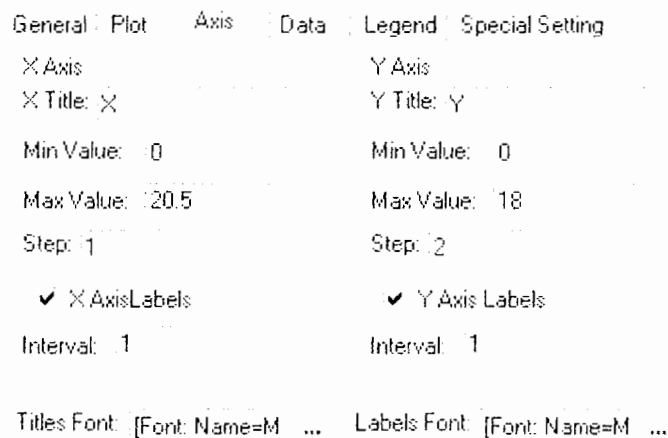 General Plot Axis Data Legend Special Setting
X Axis Y Axis
X Title: X Y Title: Y
Min Value: 0 Min Value: 0
Max Value: 20.5 Max Value: 18
Step: 1 Step: 2
✔ X AxisLabels ✔ Y Axis Labels
Interval: 1 Interval: 1
Titles Font: [Font: Name=M ... Labels Font: [Font: Name=M ...